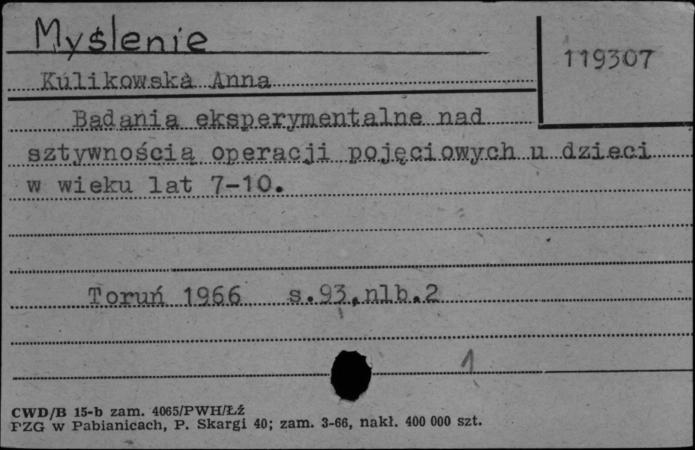 Myślenie
119307
Kulikowska Anna
Badania eksperymentalne nad
sztywnością operacji pojęciowych u dzieci
w wieku lat 7-10.
Toruń 1966 s.93,nlb.2
1
CWD/B 15-b zam. 4065/PWH/Łź
PZG w Pabianicach, P. Skargi 40; zam. 3-66, nakł. 400 000 szt.